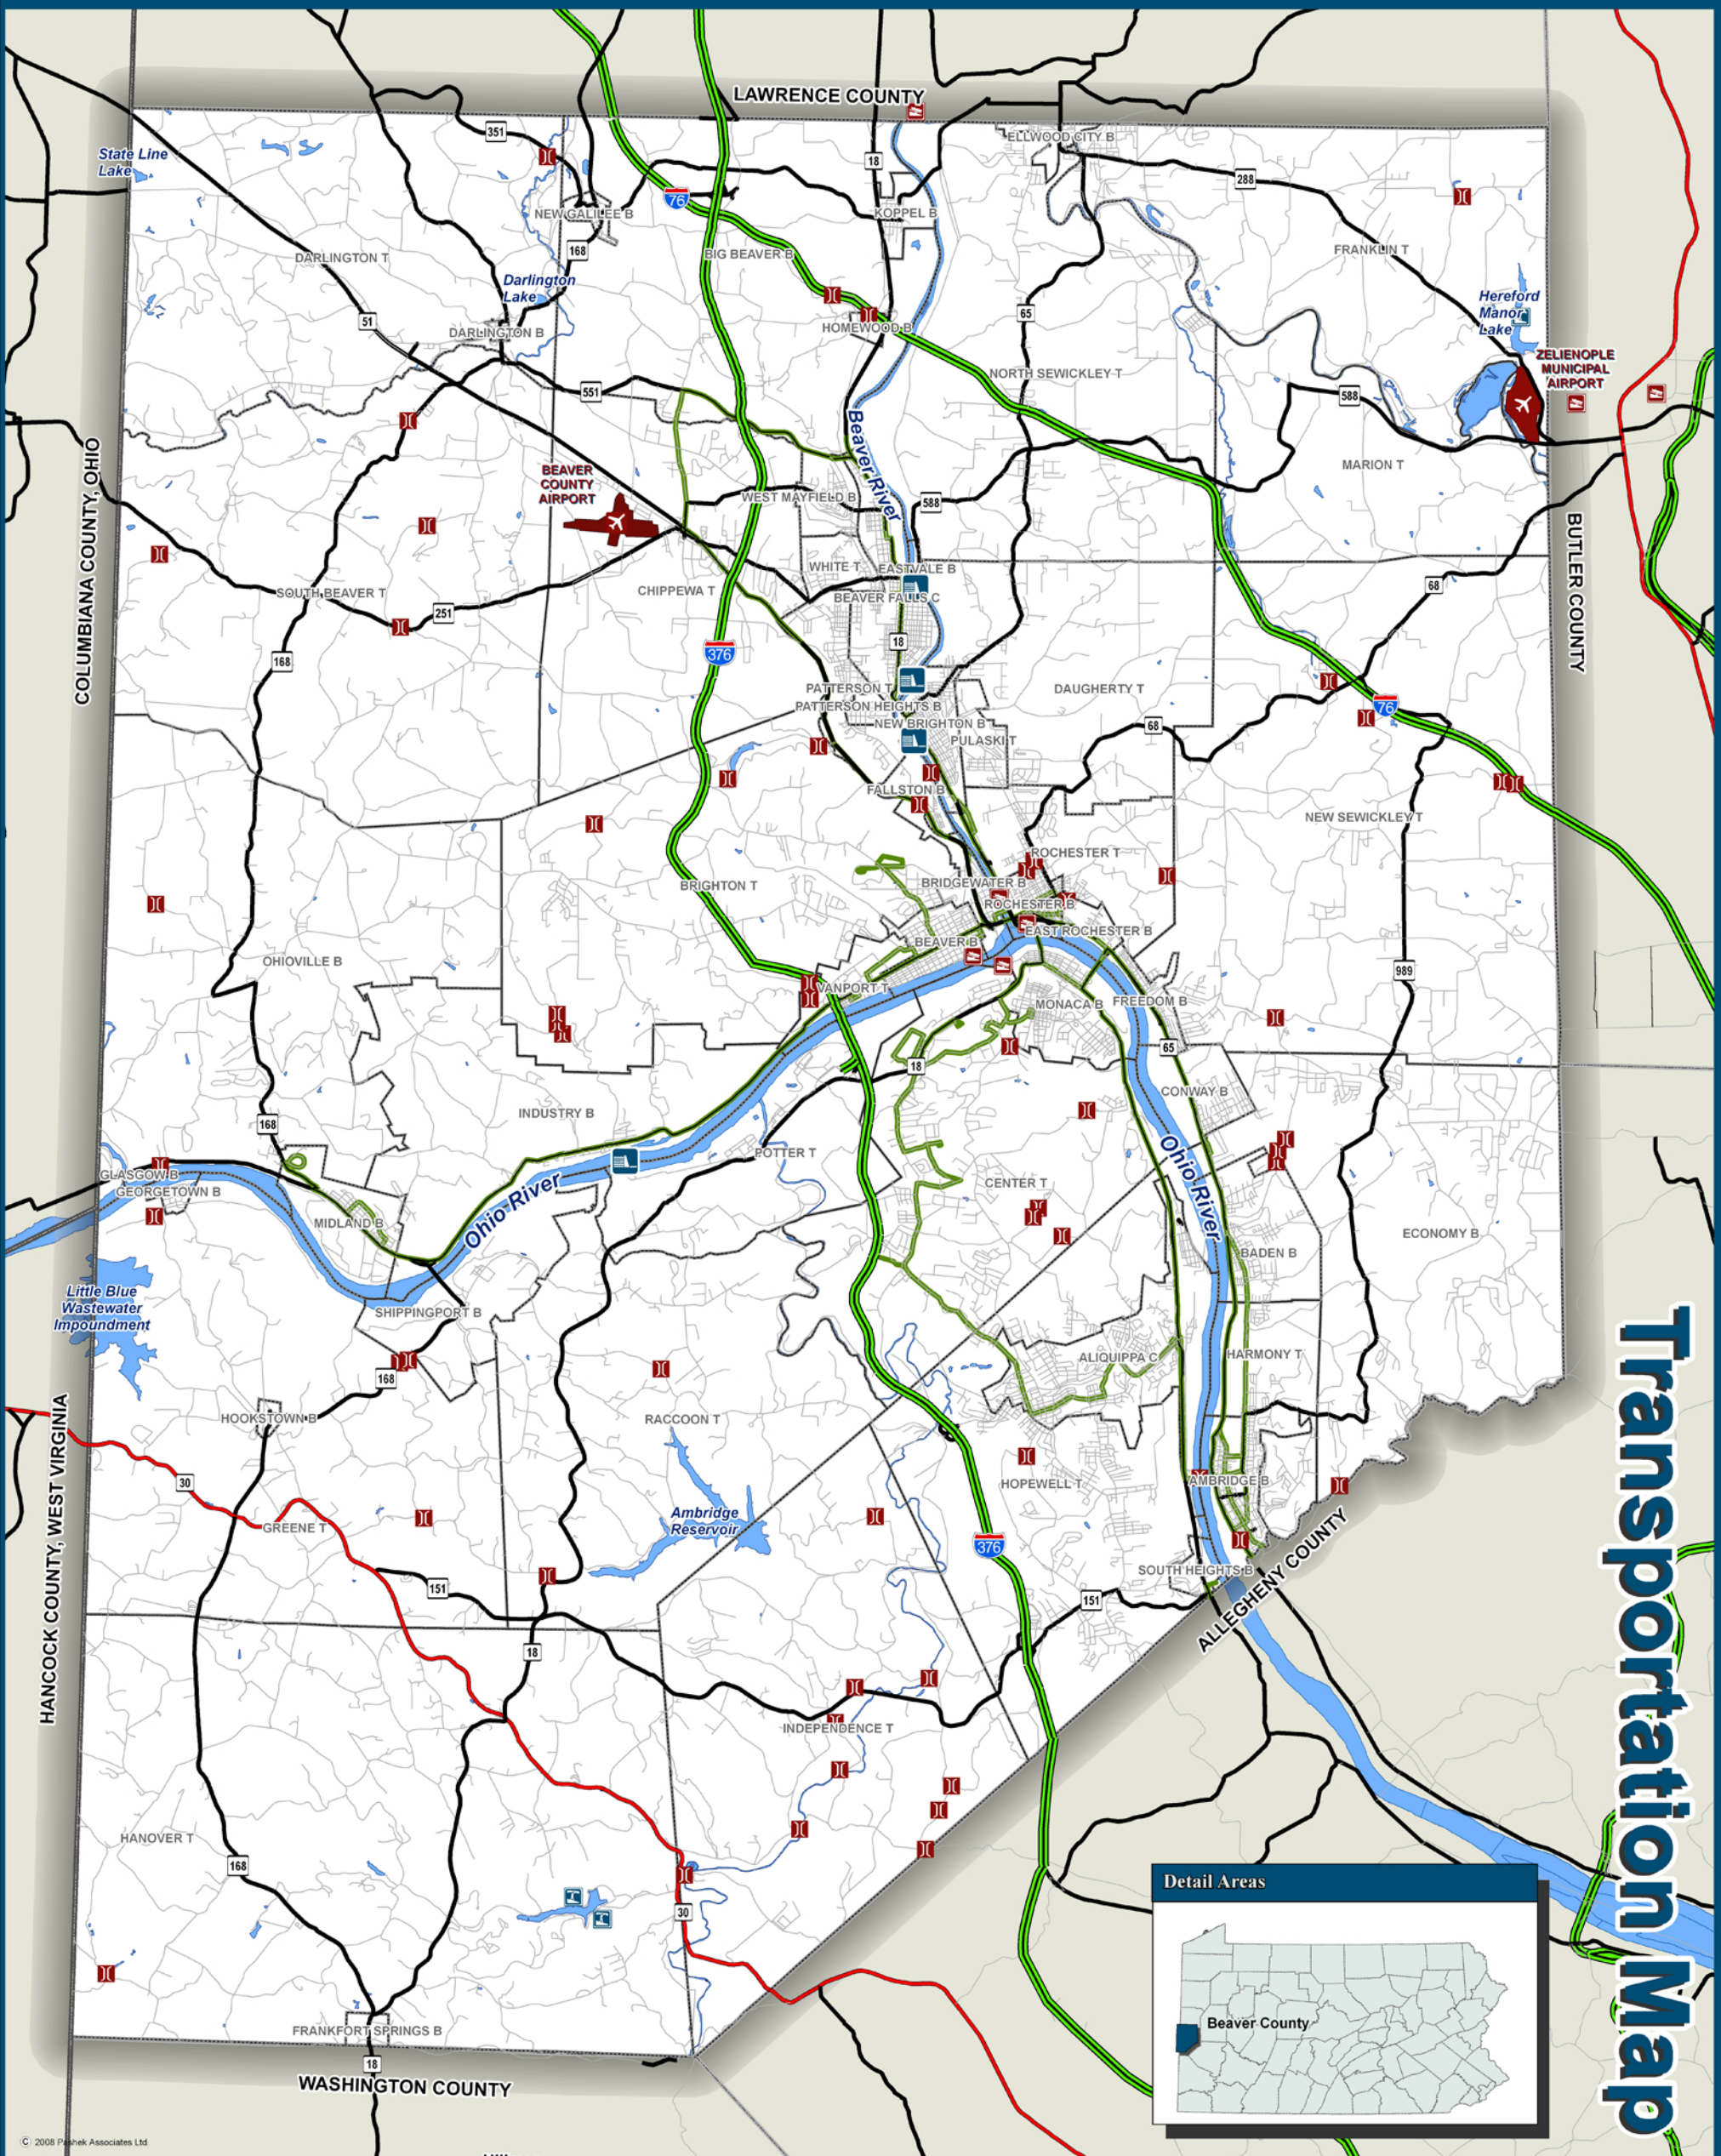 LAWRENCE COUNTY
ELLWOOD CITY B
351
State Line
Lake
18
288
76
NEW GALILEE B
KOPPEL B
168
DARLINGTON T
BIG BEAVER B
FRANKLIN T
Darlington
Lake
Hereford
Manor
Lake
51
65
DARLINGTON B
HOMEWOOD B
ZELIENOPLE
MUNICIPAL
AIRPORT
NORTH SEWICKLEY T
551
588
Beaver River
COLUMBIANA COUNTY, OHIO
BEAVER
COUNTY
AIRPORT
MARION T
WEST MAYFIELD B
588
BUTLER COUNTY
WHITE T
EASTVALE B
SOUTH BEAVER T
CHIPPEWA T
BEAVER FALLS C
68
251
18
168
376
PATTERSON T
DAUGHERTY T
PATTERSON HEIGHTS B
76
NEW BRIGHTON B
68
PULASKI T
FALLSTON B
NEW SEWICKLEY T
ROCHESTER T
BRIGHTON T
BRIDGEWATER B
ROCHESTER B
EAST ROCHESTER B
BEAVER B
OHIOVILLE B
989
VANPORT T
MONACA B
FREEDOM B
65
18
CONWAY B
INDUSTRY B
168
POTTER T
Ohio River
GLASGOW B
GEORGETOWN B
CENTER T
MIDLAND B
Ohio River
ECONOMY B
BADEN B
Little Blue
Wastewater
Impoundment
SHIPPINGPORT B
ALIQUIPPA C
HARMONY T
168
HOOKSTOWN B
RACCOON T
HANCOCK COUNTY, WEST VIRGINIA
30
HOPEWELL T
AMBRIDGE B
Ambridge
Reservoir
GREENE T
376
SOUTH HEIGHTS B
ALLEGHENY COUNTY
151
151
18
INDEPENDENCE T
HANOVER T
168
30
FRANKFORT SPRINGS B
18
WASHINGTON COUNTY
Transportation Map
Detail Areas
Beaver County
© 2008 Pashek Associates Ltd.